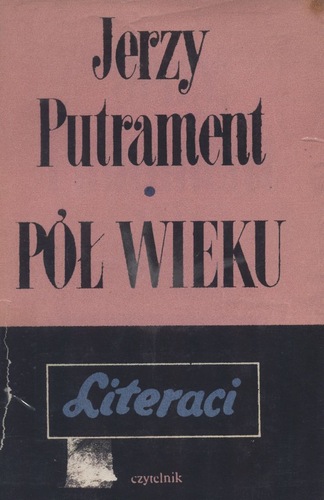 Jerzy
Putrament
•
PÓŁ WIEKU
Literaci
czytelnik